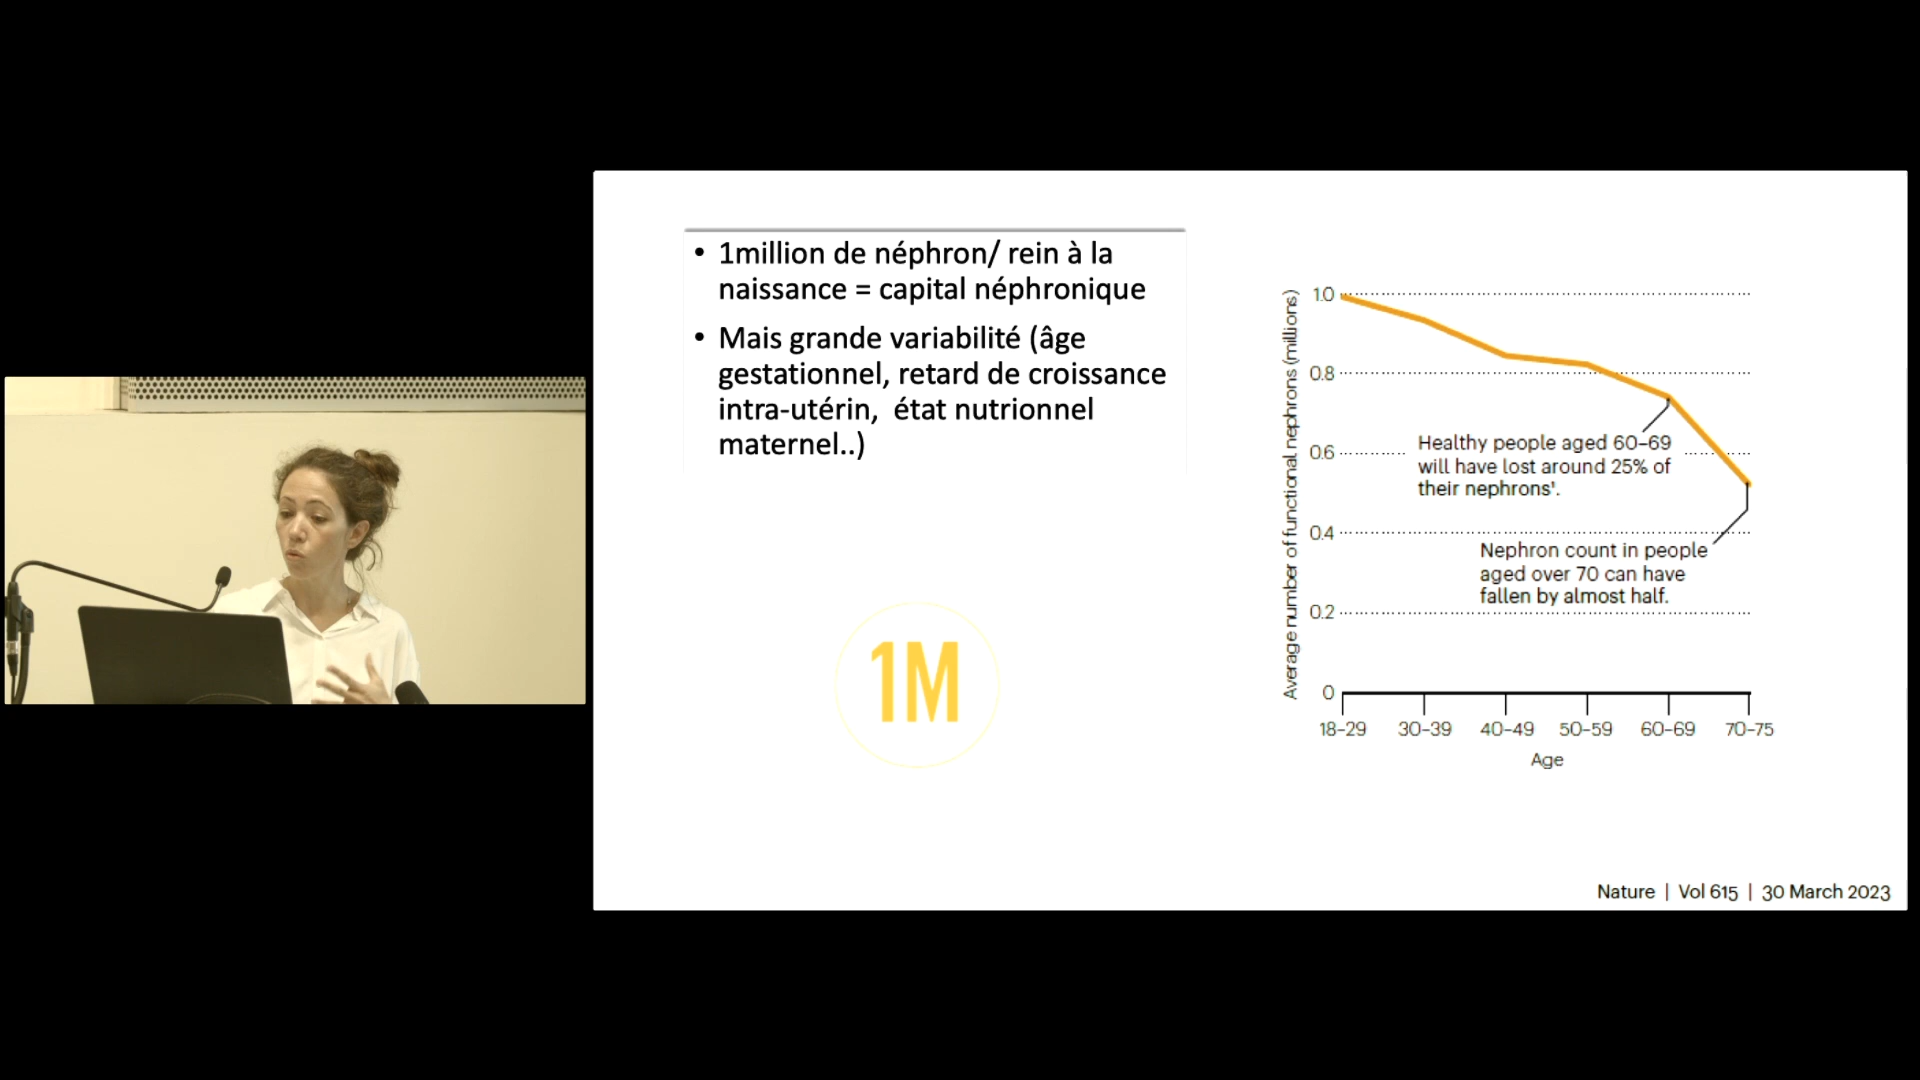 • 1million de néphron/ rein à la
naissance = capital néphronique
• Mais grande variabilité (âge
gestationnel, retard de croissance
intra-utérin, état nutrionnel
maternel..)
1M
Average number of functional nephrons (millions)
1.0
0.8
0.6
0.4
0.2
0
Healthy people aged 60–69
will have lost around 25% of
their nephrons¹.
Nephron count in people
aged over 70 can have
fallen by almost half.
18–29 30–39 40–49 50–59 60–69 70–75
Age
Nature | Vol 615 | 30 March 2023